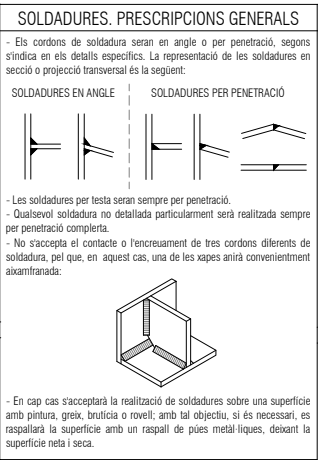 SOLDADURES. PRESCRIPCIONS GENERALS
- Els cordons de soldadura seran en angle o per penetració, segons
s'indica en els detalls específics. La representació de les soldadures en
secció o projecció transversal és la següent:
SOLDADURES EN ANGLE
SOLDADURES PER PENETRACIÓ
- Les soldadures per testa seran sempre per penetració.
- Qualsevol soldadura no detallada particularment serà realitzada sempre
per penetració complerta.
- No s'accepta el contacte o l'encreuament de tres cordons diferents de
soldadura, pel que, en aquest cas, una de les xapes anirà convenientment
aixamfranada:
- En cap cas s'acceptarà la realització de soldadures sobre una superfície
amb pintura, greix, brutícia o rovell; amb tal objectiu, si és necessari, es
raspallarà la superfície amb un raspall de púes metàl·liques, deixant la
superfície neta i seca.